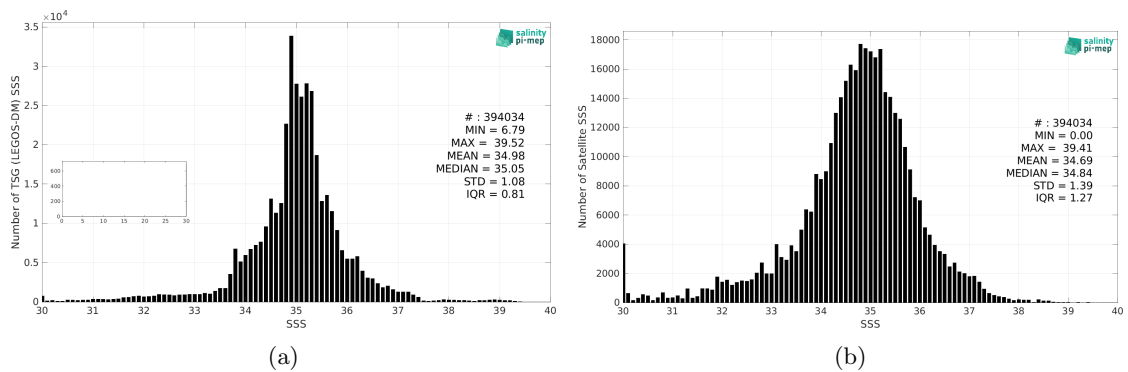 ×10⁴
3.5
3
2.5
2
1.5
1
0.5
0
Number of TSG (LEGOS-DM) SSS
salinity
pi-mep
# : 394034
MIN = 6.79
MAX = 39.52
MEAN = 34.98
MEDIAN = 35.05
STD = 1.08
IQR = 0.81
600
400
200
0
0 5 10 15 20 25 30
30 31 32 33 34 35 36 37 38 39 40
SSS
(a)
18000
16000
14000
12000
10000
8000
6000
4000
2000
0
Number of Satellite SSS
salinity
pi-mep
# : 394034
MIN = 0.00
MAX = 39.41
MEAN = 34.69
MEDIAN = 34.84
STD = 1.39
IQR = 1.27
30 31 32 33 34 35 36 37 38 39 40
SSS
(b)